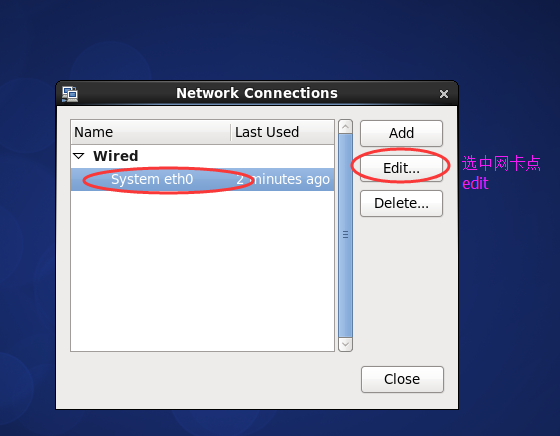 Network Connections
Name
Last Used
Add
Wired
Edit...
选中网卡点
edit
System eth0
2 minutes ago
Delete...
Close